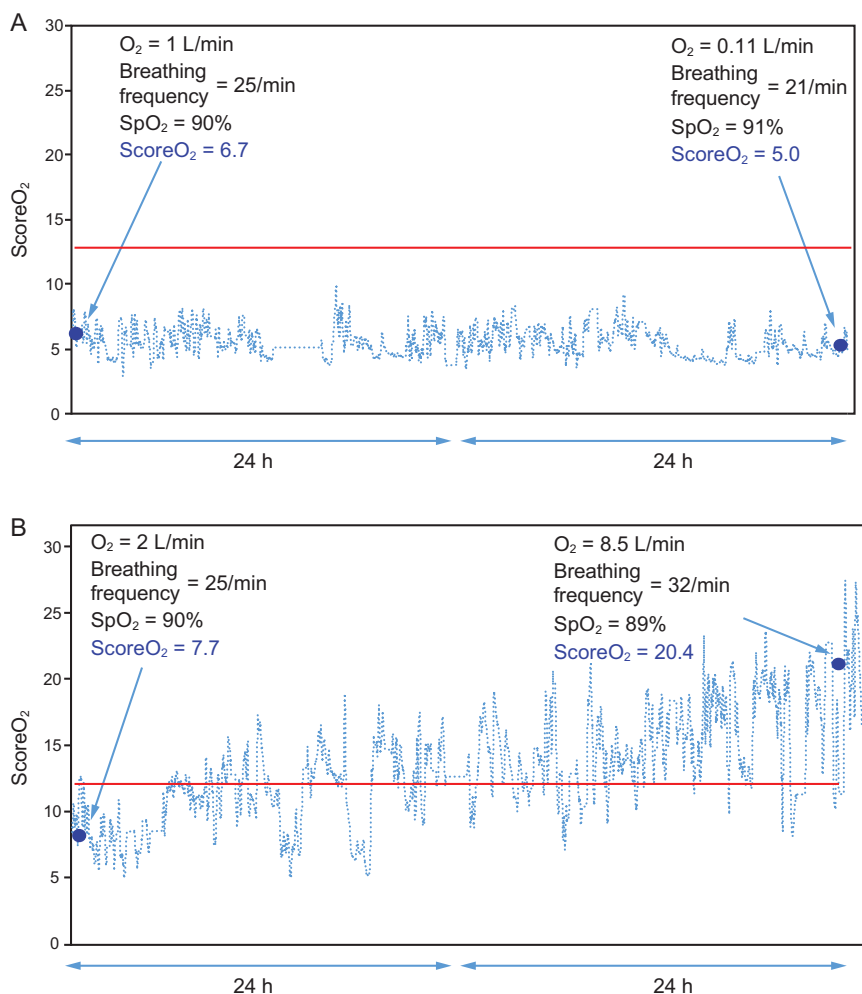 A
30
25
20
15
10
5
0
ScoreO₂
O₂ = 1 L/min
Breathing
frequency = 25/min
SpO₂ = 90%
ScoreO₂ = 6.7
O₂ = 0.11 L/min
Breathing
frequency = 21/min
SpO₂ = 91%
ScoreO₂ = 5.0
24 h
24 h
B
30
25
20
15
10
5
0
ScoreO₂
O₂ = 2 L/min
Breathing
frequency = 25/min
SpO₂ = 90%
ScoreO₂ = 7.7
O₂ = 8.5 L/min
Breathing
frequency = 32/min
SpO₂ = 89%
ScoreO₂ = 20.4
24 h
24 h